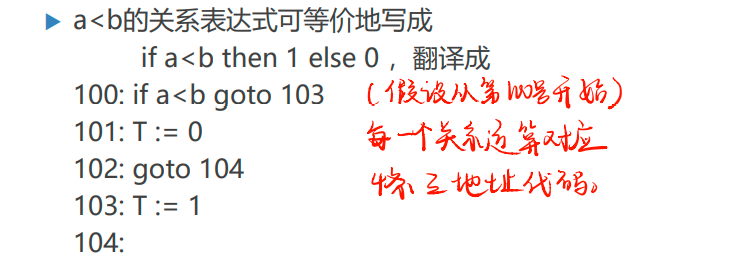 a<b的关系表达式可等价地写成
if a<b then 1 else 0 ，翻译成
100: if a<b goto 103 (假设从第100号开始)
101: T := 0 每一个关系运算对应
102: goto 104 4条三地址代码。
103: T := 1
104: